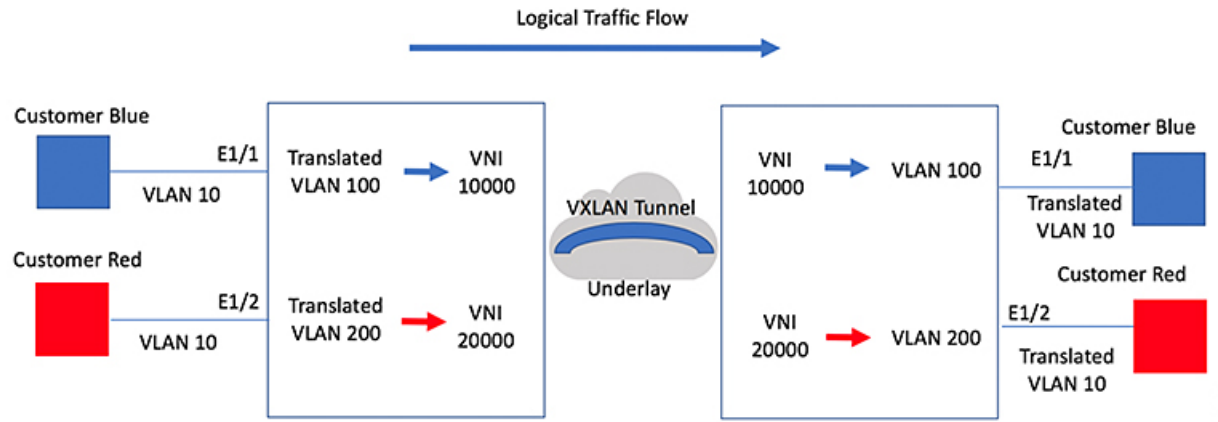 Logical Traffic Flow
Customer Blue
E1/1
VLAN 10
Translated
VLAN 100
VNI
10000
Customer Red
E1/2
VLAN 10
Translated
VLAN 200
VNI
20000
VXLAN Tunnel
Underlay
VNI
10000
VLAN 100
E1/1
Translated
VLAN 10
Customer Blue
VNI
20000
VLAN 200
E1/2
Translated
VLAN 10
Customer Red